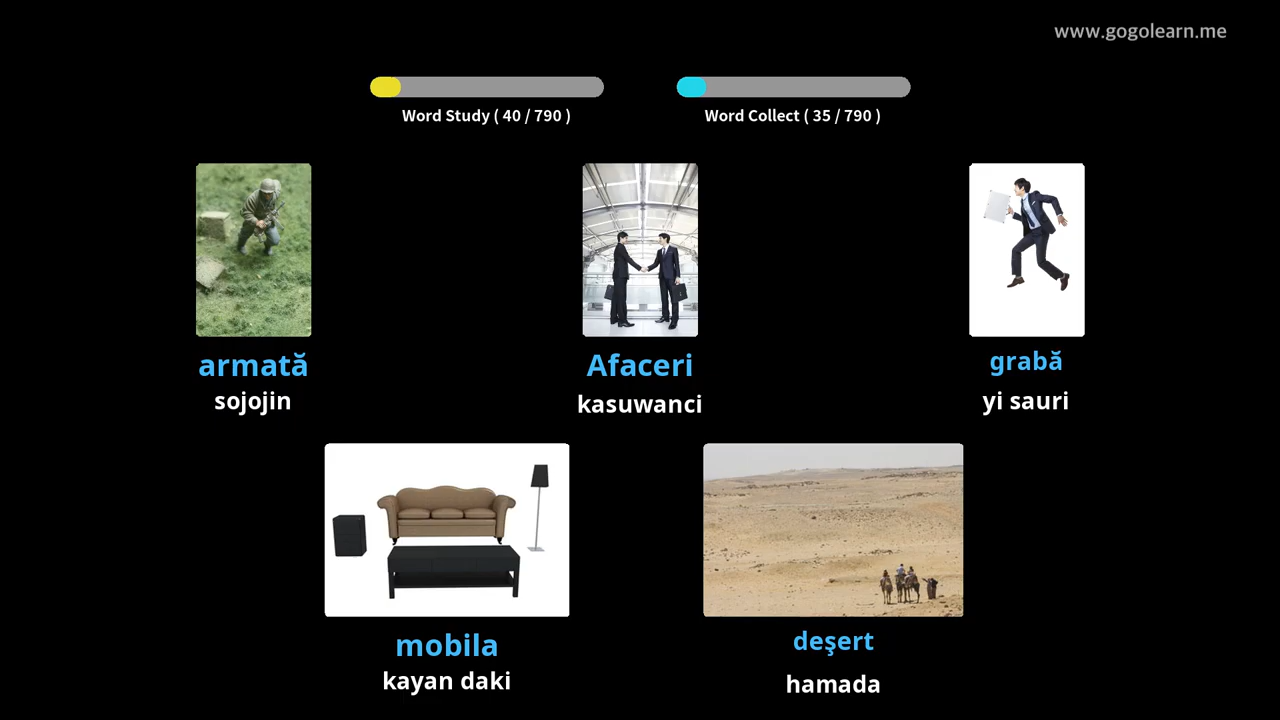 www.gogolearn.me
Word Study ( 40 / 790 )
Word Collect ( 35 / 790 )
armată
sojojin
Afaceri
kasuwanci
grabă
yi sauri
mobila
kayan daki
deşert
hamada